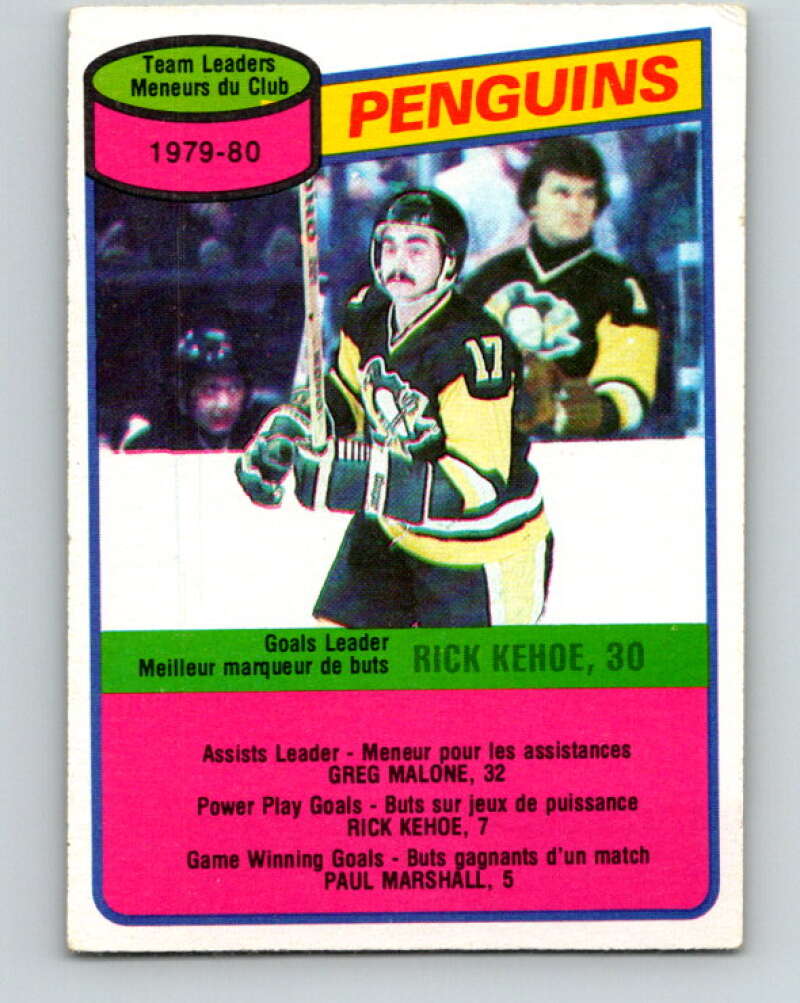 Team Leaders
Meneurs du Club
1979-80
PENGUINS
17
1
Goals Leader
Meilleur marqueur de buts
RICK KEHOE, 30
Assists Leader - Meneur pour les assistances
GREG MALONE, 32
Power Play Goals - Buts sur jeux de puissance
RICK KEHOE, 7
Game Winning Goals - Buts gagnants d'un match
PAUL MARSHALL, 5